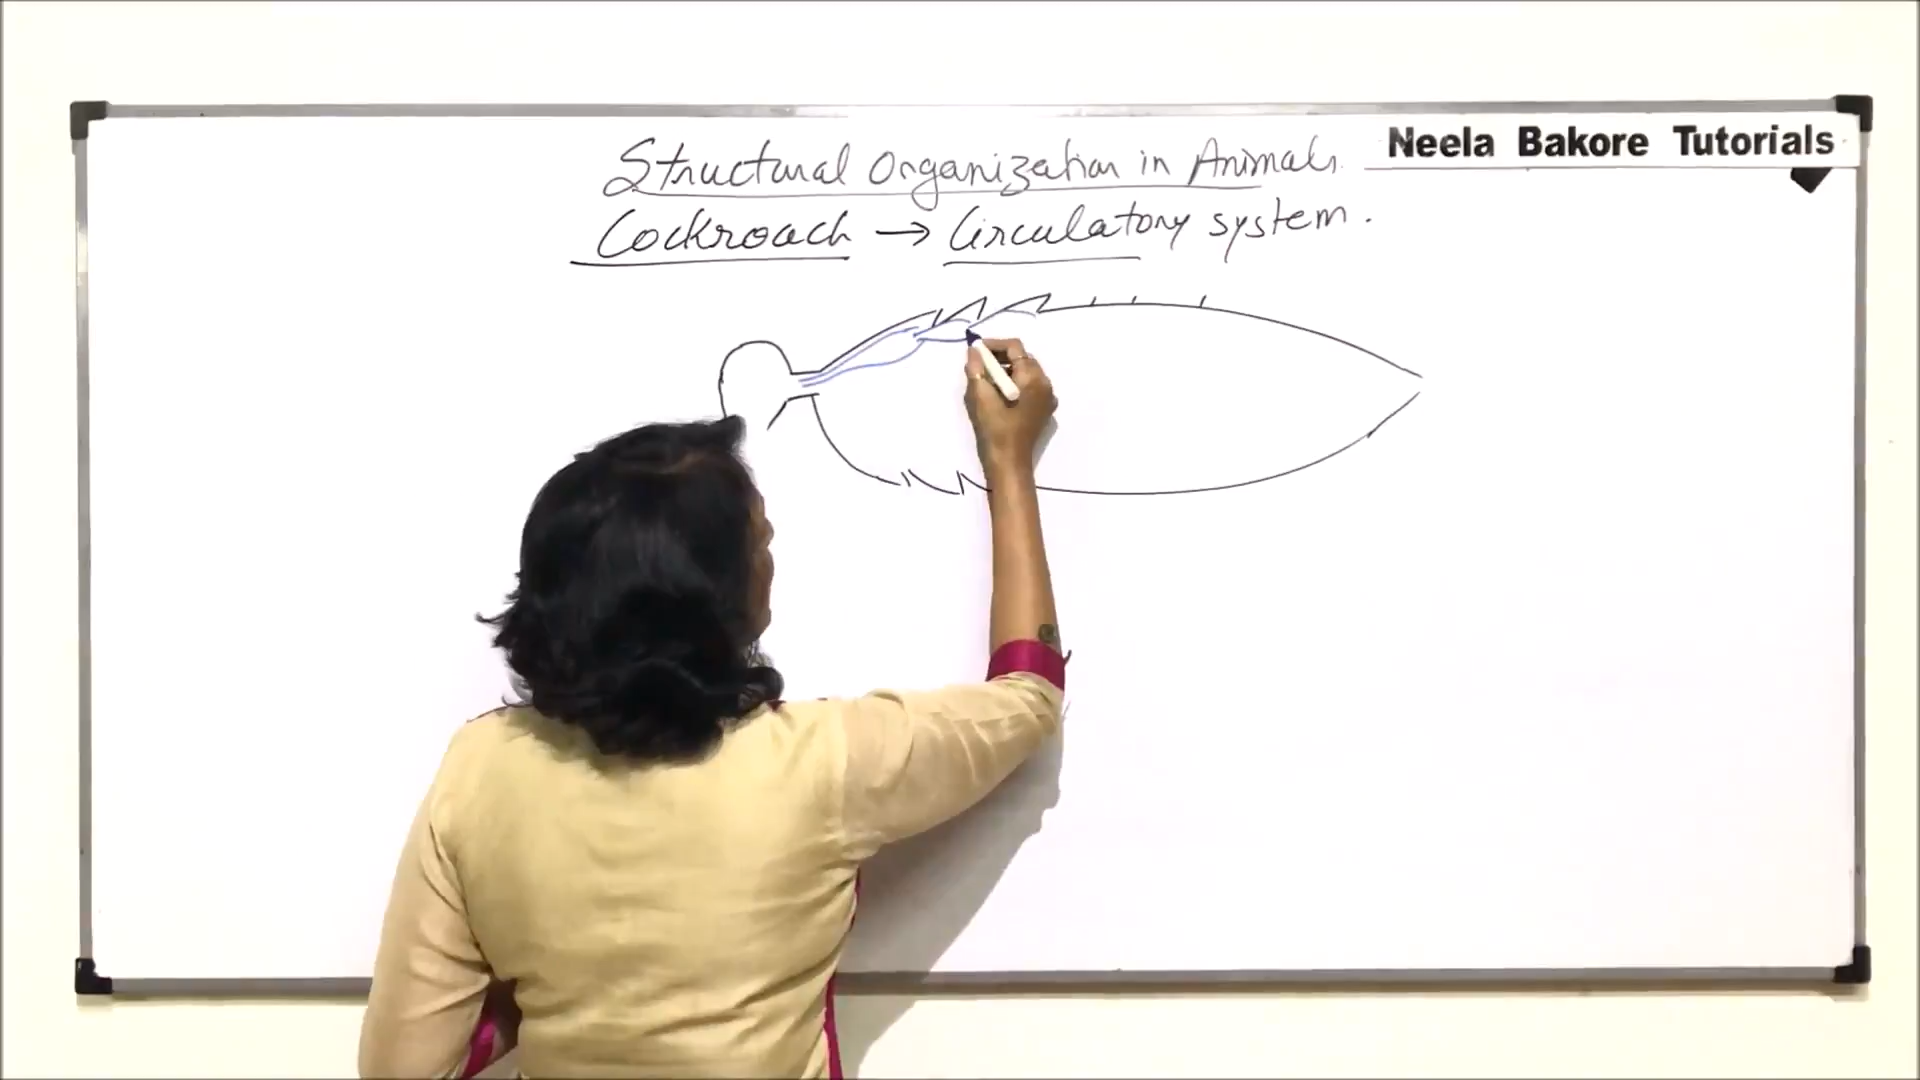 Neela Bakore Tutorials
Structural Organization in Animals.
Cockroach → Circulatory system.